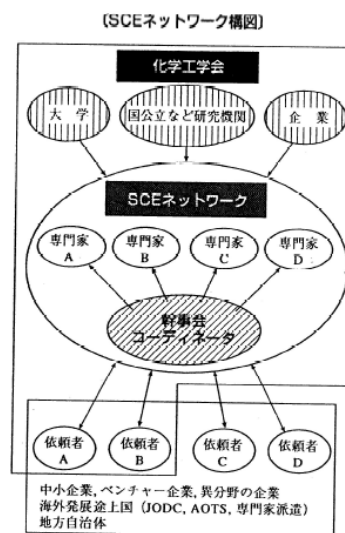 〔SCEネットワーク構図〕
化学工学会
大学 国公立など研究機関 企業
SCEネットワーク
専門家 専門家 専門家 専門家
A B C D
幹事会
コーディネータ
依頼者 依頼者 依頼者 依頼者
A B C D
中小企業，ベンチャー企業，異分野の企業
海外発展途上国（JODC, AOTS, 専門家派遣）
地方自治体